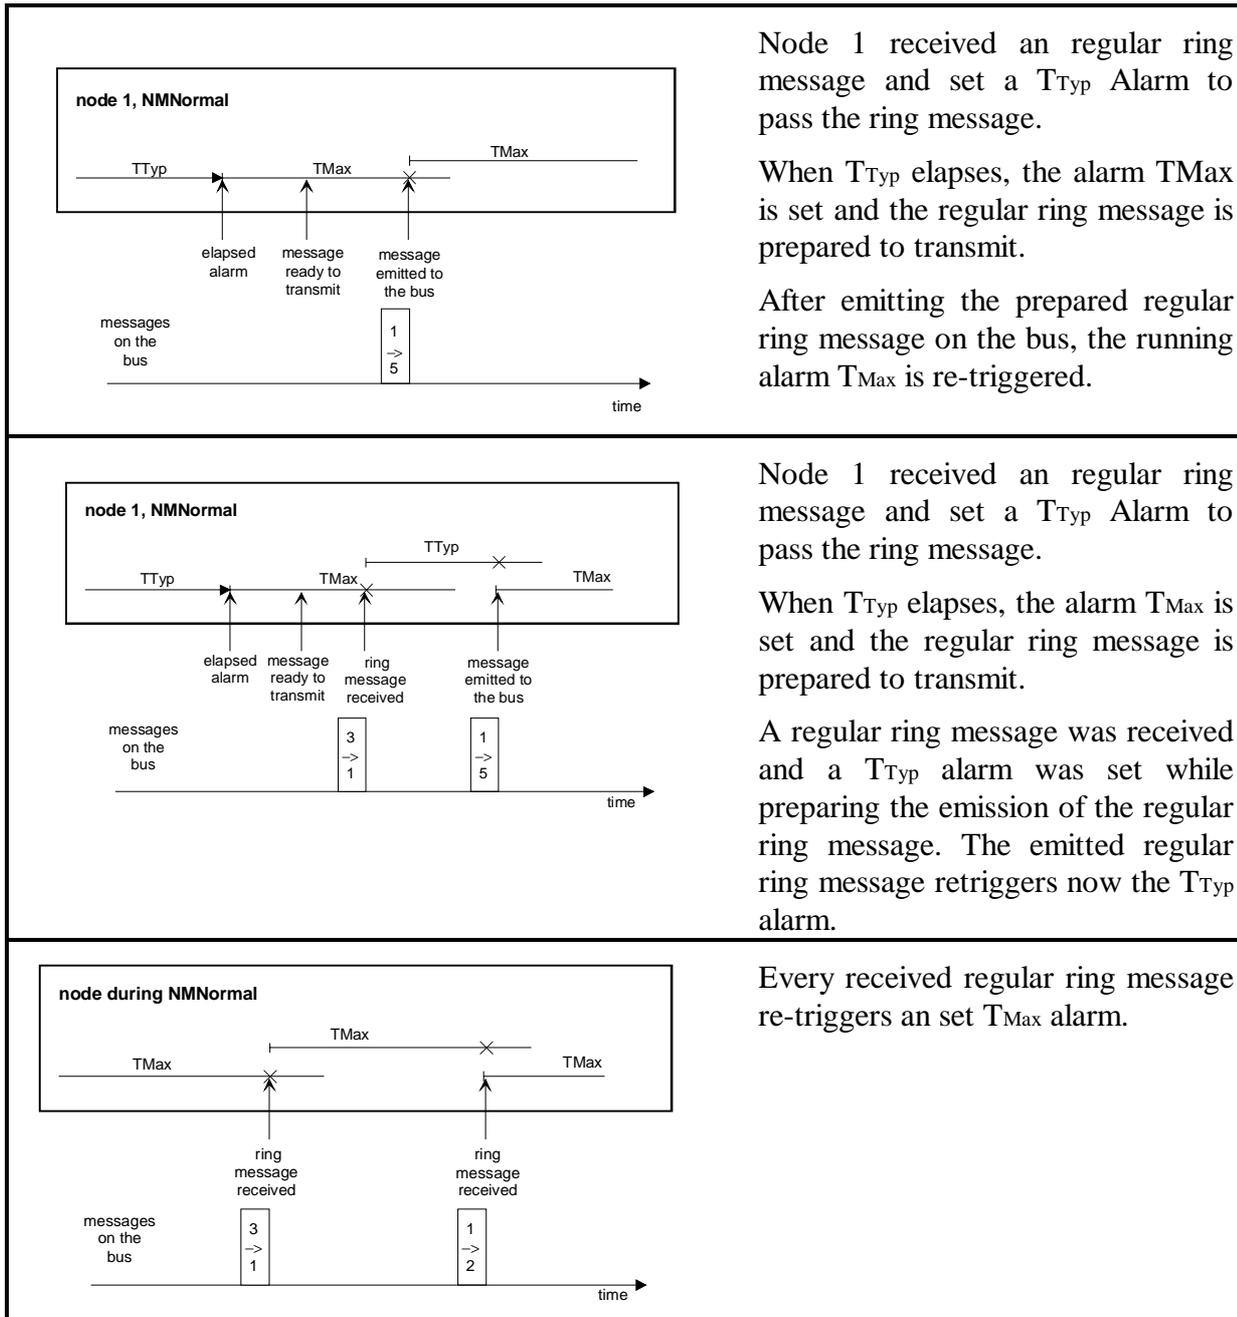 node 1, NMNormal
TTyp
TMax
TMax
elapsed
alarm
message
ready to
transmit
message
emitted to
the bus
messages
on the
bus
1
–>
5
time
Node 1 received an regular ring
message and set a TTyp Alarm to
pass the ring message.
When TTyp elapses, the alarm TMax
is set and the regular ring message is
prepared to transmit.
After emitting the prepared regular
ring message on the bus, the running
alarm TMax is re-triggered.
node 1, NMNormal
TTyp
TMax
TTyp
TMax
elapsed
alarm
message
ready to
transmit
ring
message
received
message
emitted to
the bus
messages
on the
bus
3
–>
1
1
–>
5
time
Node 1 received an regular ring
message and set a TTyp Alarm to
pass the ring message.
When TTyp elapses, the alarm TMax is
set and the regular ring message is
prepared to transmit.
A regular ring message was received
and a TTyp alarm was set while
preparing the emission of the regular
ring message. The emitted regular
ring message retriggers now the TTyp
alarm.
node during NMNormal
TMax
TMax
TMax
ring
message
received
ring
message
received
messages
on the
bus
3
–>
1
1
–>
2
time
Every received regular ring message
re-triggers an set TMax alarm.